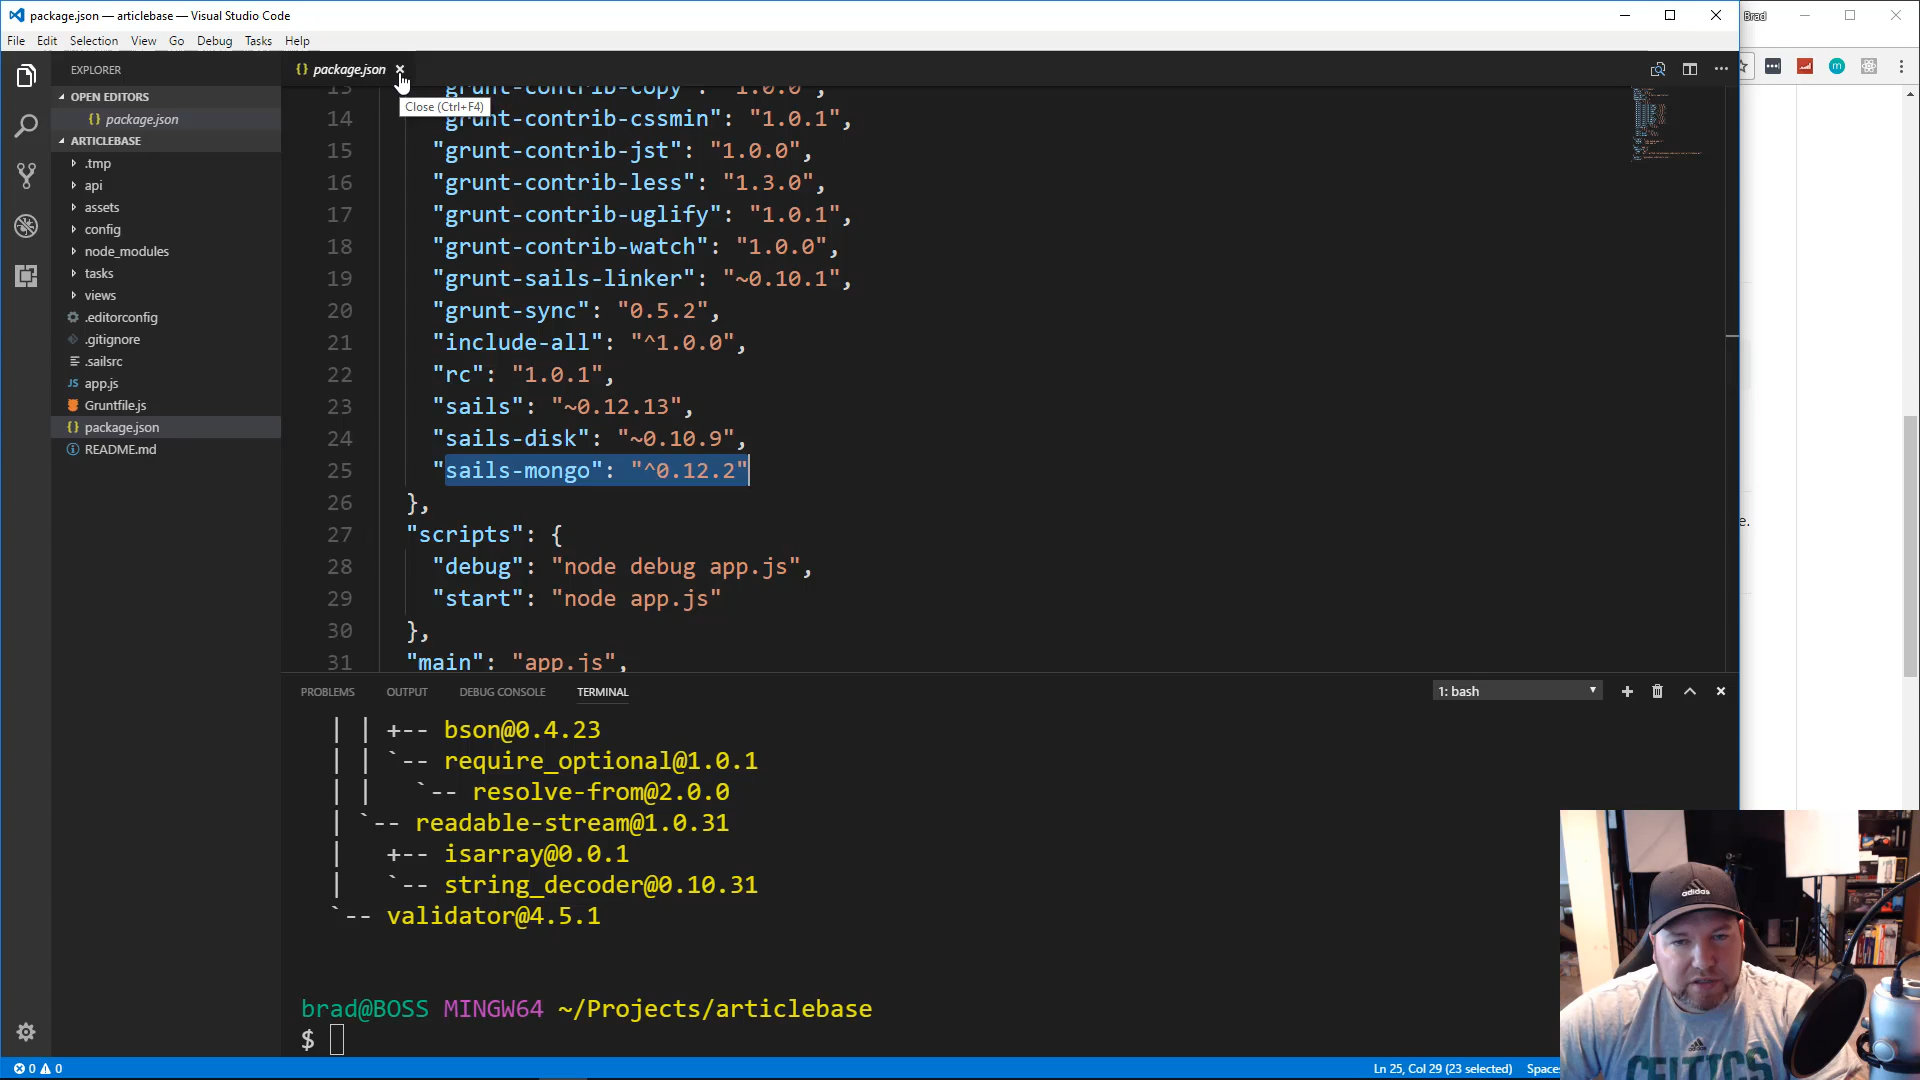 package.json — articlebase — Visual Studio Code
Brad
File Edit Selection View Go Debug Tasks Help
EXPLORER
OPEN EDITORS
{} package.json
ARTICLEBASE
.tmp
api
assets
config
node_modules
tasks
views
.editorconfig
.gitignore
.sailsrc
JS app.js
Gruntfile.js
{} package.json
README.md
{} package.json
Close (Ctrl+F4)
13 "grunt-contrib-copy": "1.0.0",
14 "grunt-contrib-cssmin": "1.0.1",
15 "grunt-contrib-jst": "1.0.0",
16 "grunt-contrib-less": "1.3.0",
17 "grunt-contrib-uglify": "1.0.1",
18 "grunt-contrib-watch": "1.0.0",
19 "grunt-sails-linker": "~0.10.1",
20 "grunt-sync": "0.5.2",
21 "include-all": "^1.0.0",
22 "rc": "1.0.1",
23 "sails": "~0.12.13",
24 "sails-disk": "~0.10.9",
25 "sails-mongo": "^0.12.2"
26 },
27 "scripts": {
28 "debug": "node debug app.js",
29 "start": "node app.js"
30 },
31 "main": "app.js",
e.
PROBLEMS OUTPUT DEBUG CONSOLE TERMINAL
1: bash
| | +-- bson@0.4.23
| | `-- require_optional@1.0.1
| | `-- resolve-from@2.0.0
| `-- readable-stream@1.0.31
| +-- isarray@0.0.1
| `-- string_decoder@0.10.31
`-- validator@4.5.1
brad@BOSS MINGW64 ~/Projects/articlebase
$
0 0
Ln 25, Col 29 (23 selected)
Spaces
adidas
CELTICS